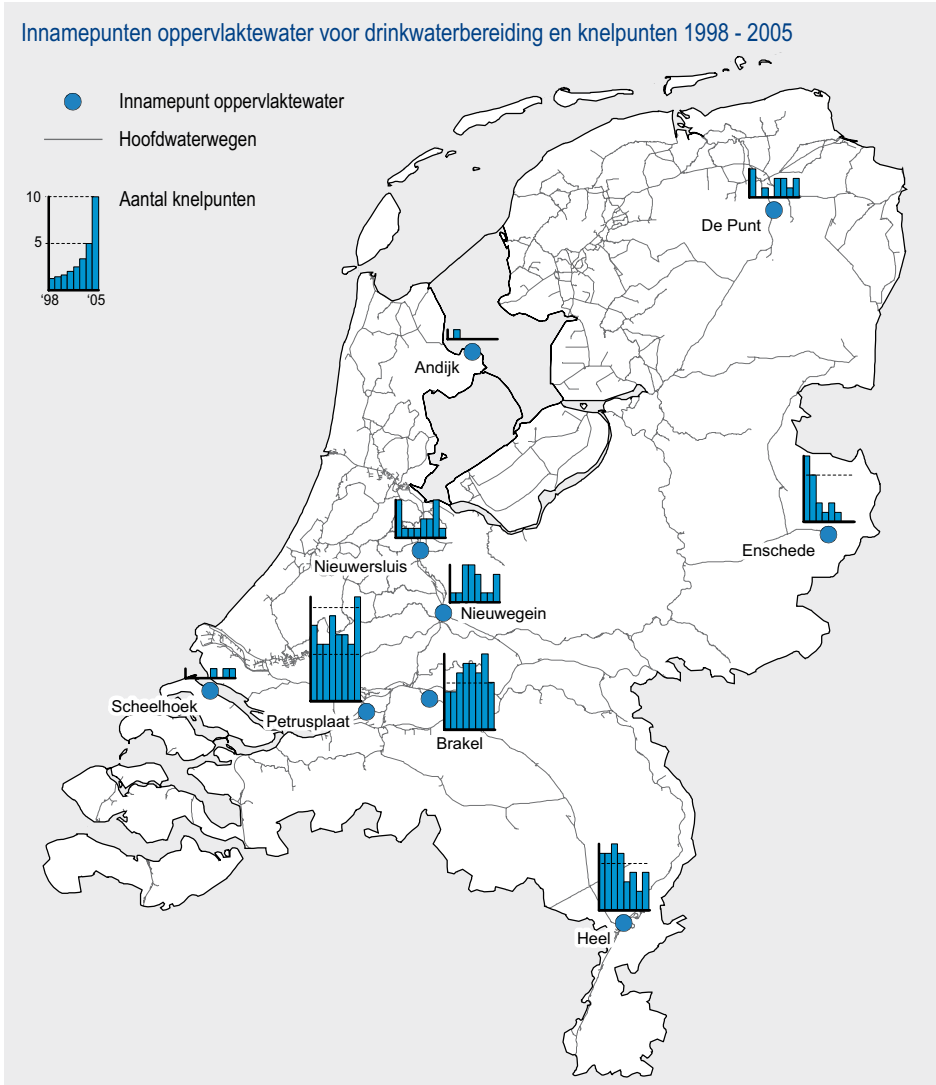 Innamepunten oppervlaktewater voor drinkwaterbereiding en knelpunten 1998 - 2005
Innamepunt oppervlaktewater
Hoofdwaterwegen
10
Aantal knelpunten
5
‘98
‘05
De Punt
Andijk
Enschede
Nieuwersluis
Nieuwegein
Scheelhoek
Petrusplaat
Brakel
Heel